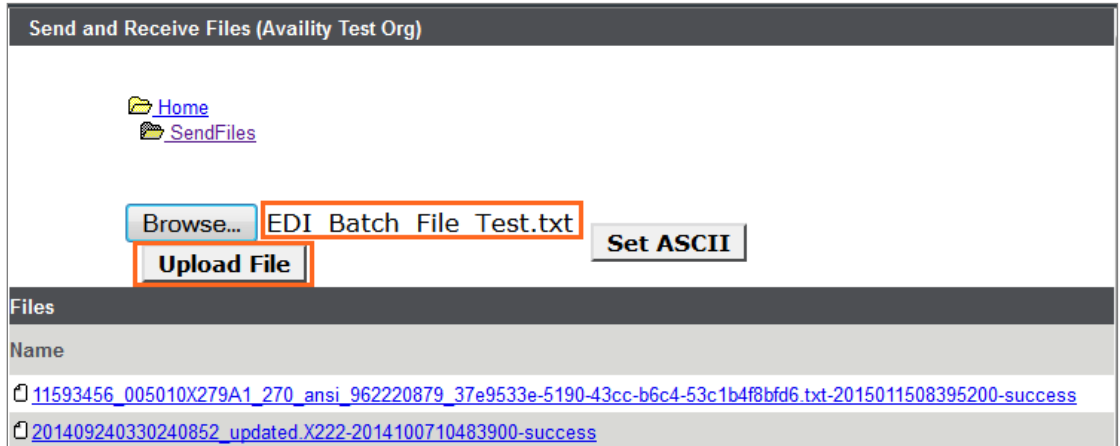 Send and Receive Files (Availity Test Org)
Home
SendFiles
Browse... EDI Batch File Test.txt Set ASCII
Upload File
Files
Name
11593456_005010X279A1_270_ansi_962220879_37e9533e-5190-43cc-b6c4-53c1b4f8bfd6.txt-2015011508395200-success
201409240330240852_updated.X222-2014100710483900-success